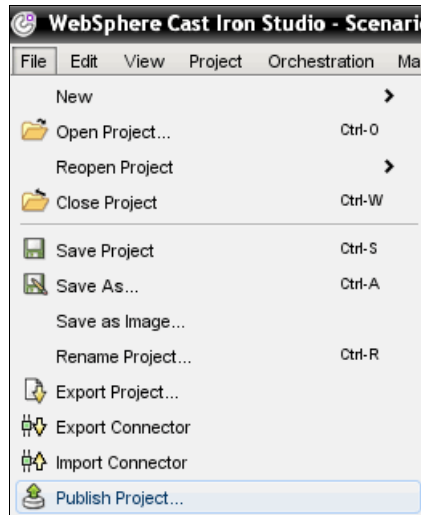 WebSphere Cast Iron Studio - Scenari
File Edit View Project Orchestration Ma
New
Open Project... Ctrl-O
Reopen Project
Close Project Ctrl-W
Save Project Ctrl-S
Save As... Ctrl-A
Save as Image...
Rename Project... Ctrl-R
Export Project...
Export Connector
Import Connector
Publish Project...